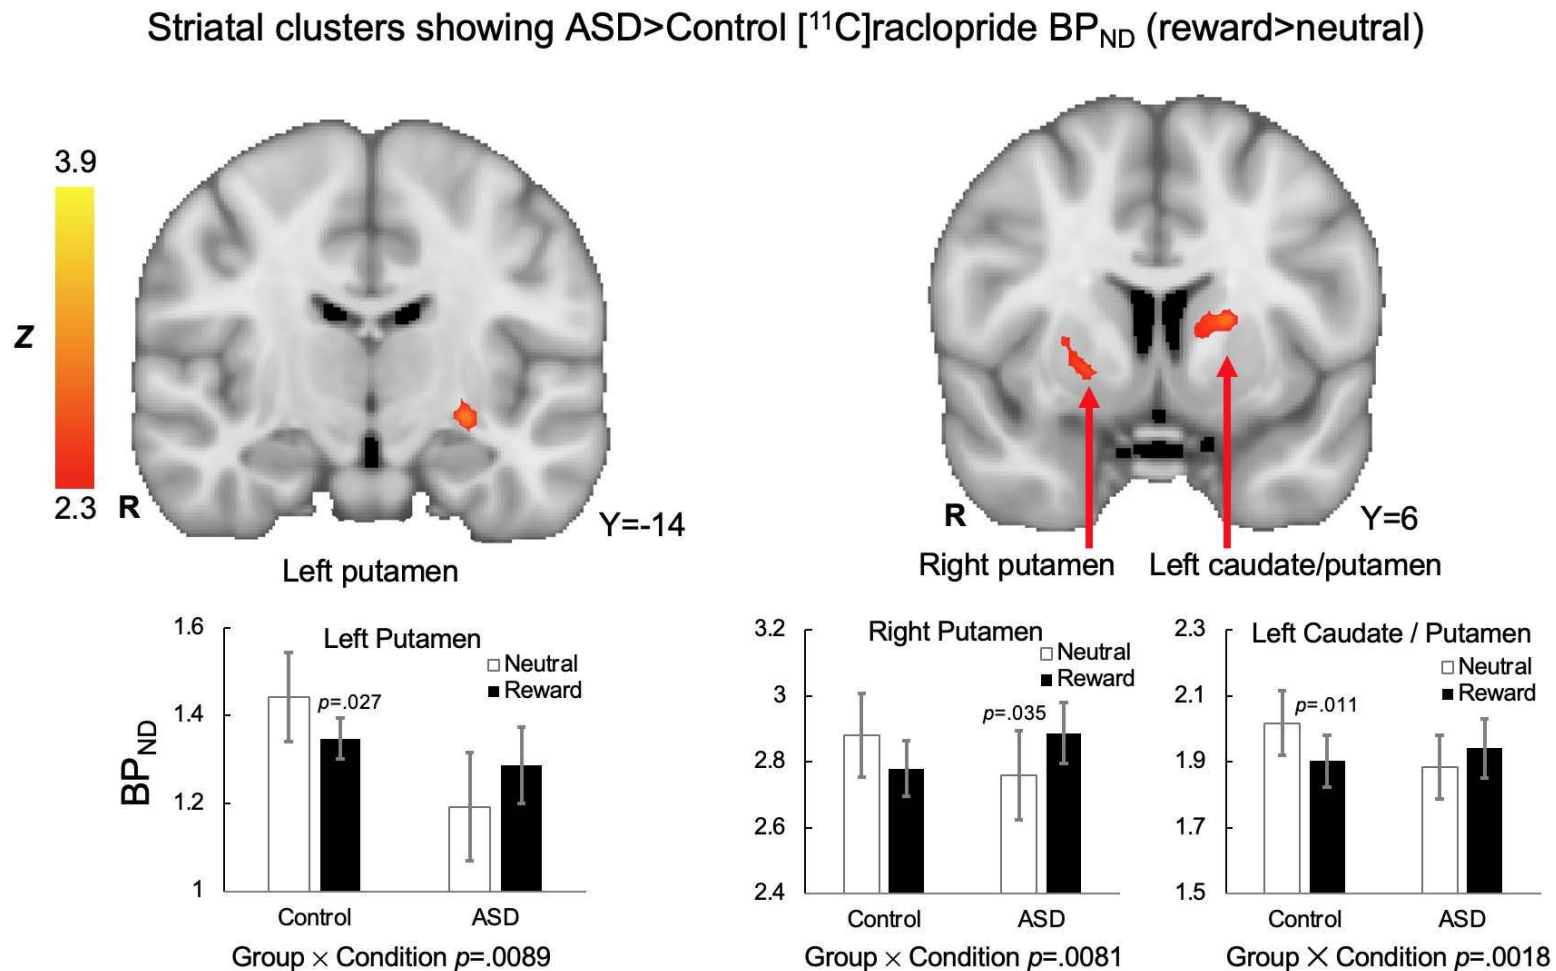 Striatal clusters showing ASD>Control [¹¹C]raclopride BP_ND (reward>neutral)
3.9
Z
2.3
R
Y=-14
Left putamen
R
Y=6
Right putamen
Left caudate/putamen
Left Putamen
Neutral
Reward
BP_ND
1.6
1.4
1.2
1
p=.027
Control
ASD
Group × Condition p=.0089
Right Putamen
Neutral
Reward
3.2
3
2.8
2.6
2.4
p=.035
Control
ASD
Group × Condition p=.0081
Left Caudate / Putamen
Neutral
Reward
2.3
2.1
1.9
1.7
1.5
p=.011
Control
ASD
Group × Condition p=.0018